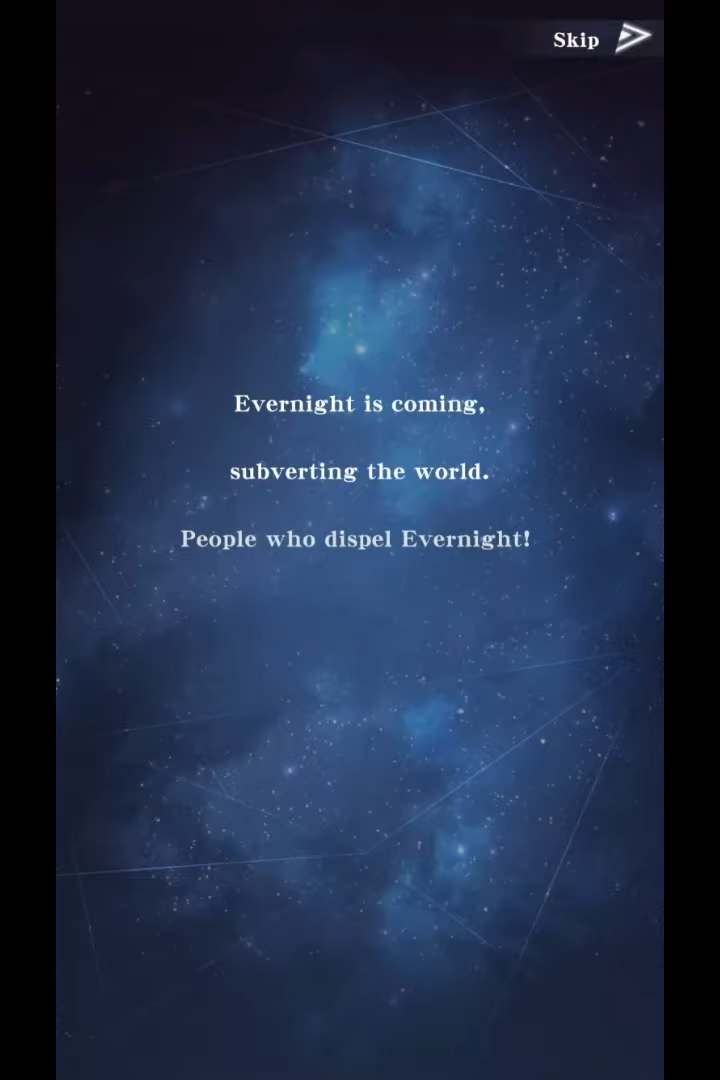 Skip
Evernight is coming,
subverting the world.
People who dispel Evernight!